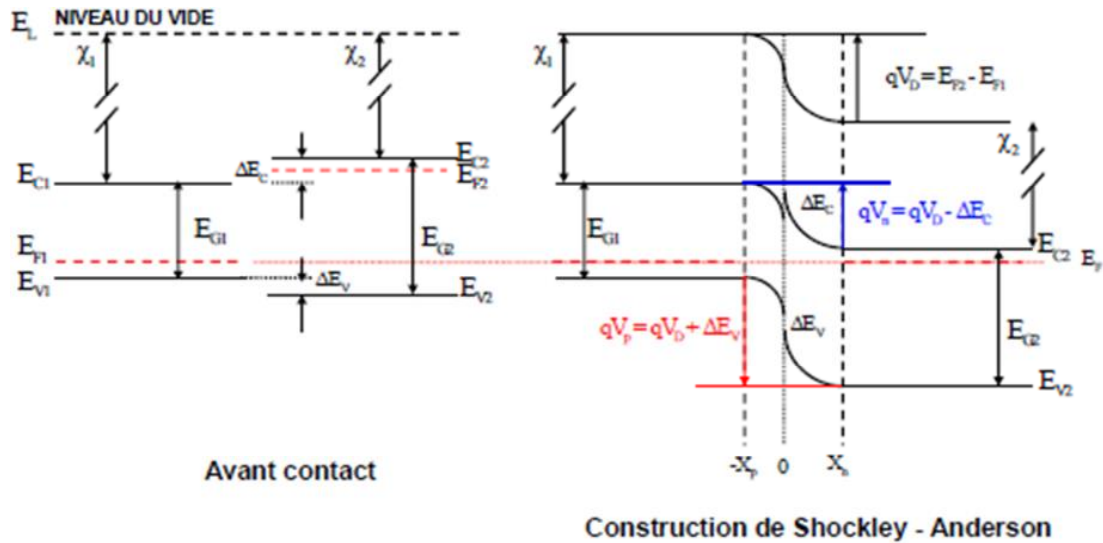 E_L NIVEAU DU VIDE
χ₁
χ₂
E_C1
ΔE_C
E_C2
E_F2
E_G1
E_G2
E_F1
E_V1
ΔE_V
E_V2
Avant contact
χ₁
qV_D = E_F2 - E_F1
χ₂
ΔE_C
qV_n = qV_D - ΔE_C
E_G1
E_C2 E_F
qV_p = qV_D + ΔE_V
ΔE_V
E_G2
E_V2
-X_p 0 X_n
Construction de Shockley - Anderson